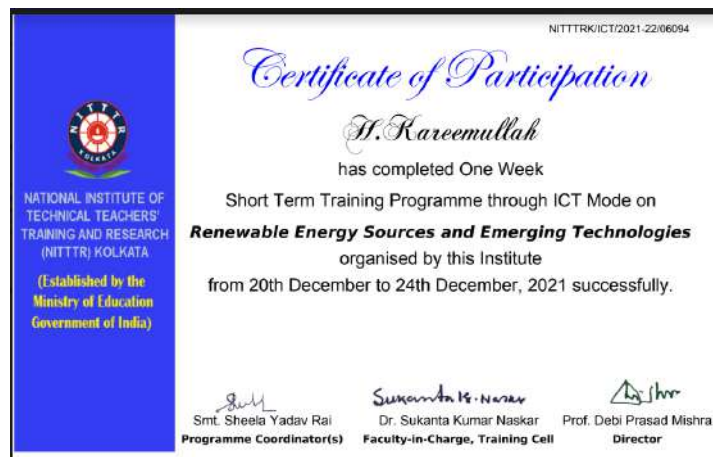 NITTTRK/ICT/2021-22/06094
Certificate of Participation
H.Kareemullah
has completed One Week
Short Term Training Programme through ICT Mode on
Renewable Energy Sources and Emerging Technologies
organised by this Institute
from 20th December to 24th December, 2021 successfully.
NITTTR
KOLKATA
NATIONAL INSTITUTE OF
TECHNICAL TEACHERS'
TRAINING AND RESEARCH
(NITTTR) KOLKATA
(Established by the
Ministry of Education
Government of India)
Sukanta K. Naskar
Smt. Sheela Yadav Rai
Programme Coordinator(s)
Dr. Sukanta Kumar Naskar
Faculty-in-Charge, Training Cell
Prof. Debi Prasad Mishra
Director